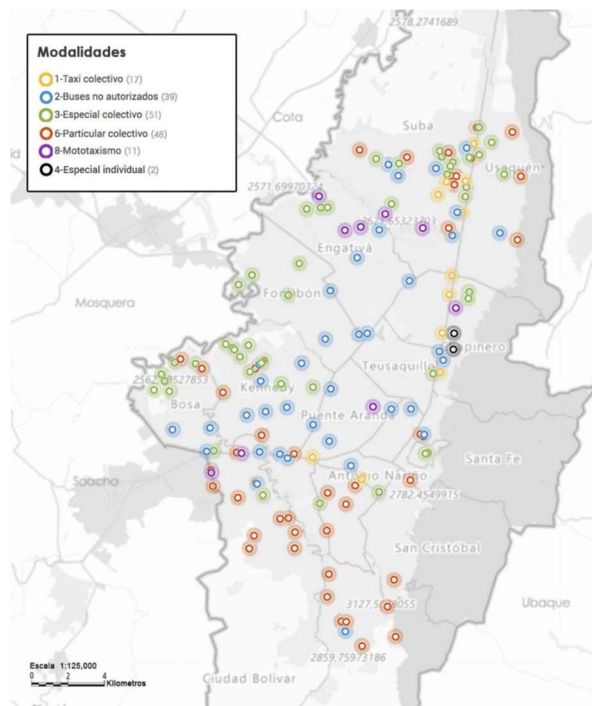 2578,2741689
Modalidades
1-Taxi colectivo (17)
2-Buses no autorizados (39)
3-Especial colectivo (51)
6-Particular colectivo (48)
8-Mototaxismo (11)
4-Especial individual (2)
Cota
Suba
Usaquén
2571,69970324
Engativá
Mosquera
Teusaquillo
Kennedy
Bosa
Puente Aranda
Santa Fe
Soacha
Antonio Nariño
2782,4549915
San Cristóbal
Ubaque
2859,75973186
Ciudad Bolívar
Escala 1:125,000
0 2 4
Kilometros